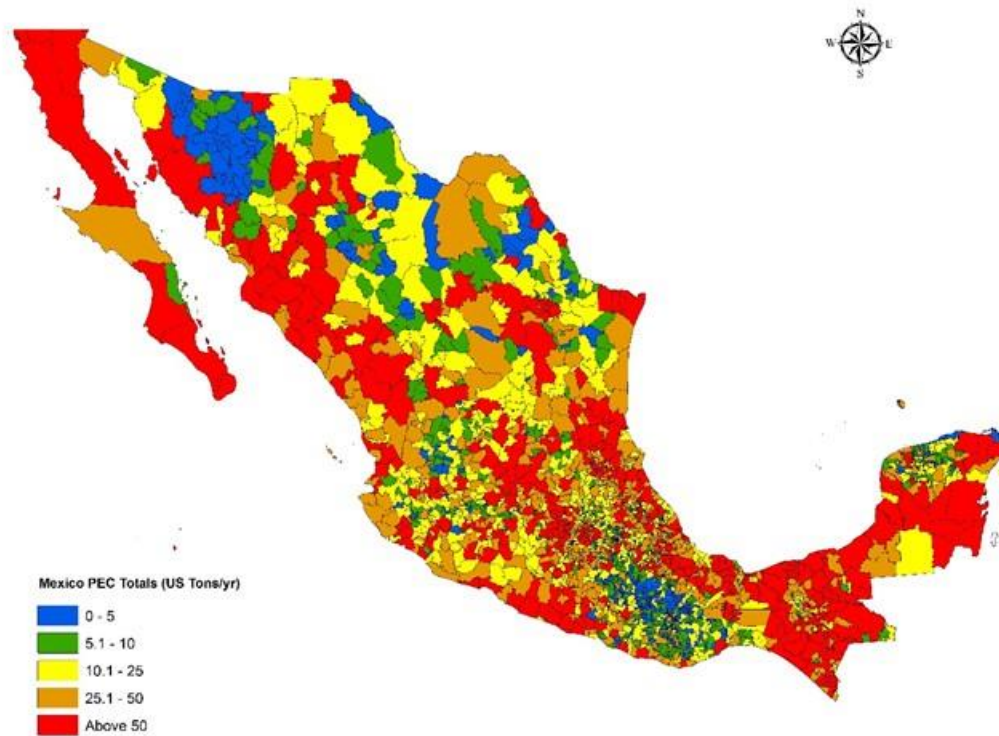 N
W E
S
Mexico PEC Totals (US Tons/yr)
0 - 5
5.1 - 10
10.1 - 25
25.1 - 50
Above 50